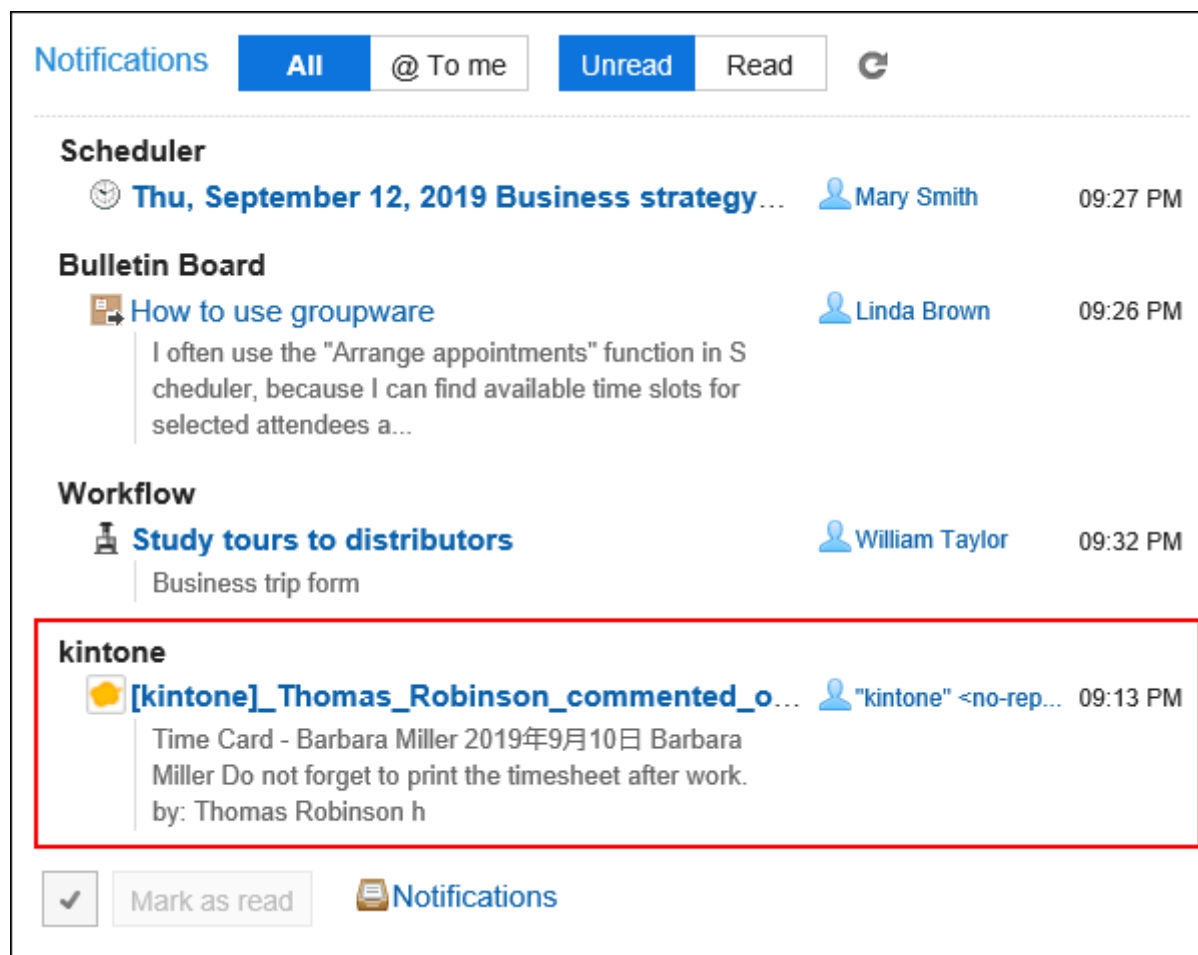 Notifications All @ To me Unread Read
Scheduler
Thu, September 12, 2019 Business strategy... Mary Smith 09:27 PM
Bulletin Board
How to use groupware Linda Brown 09:26 PM
I often use the "Arrange appointments" function in S
cheduler, because I can find available time slots for
selected attendees a...
Workflow
Study tours to distributors William Taylor 09:32 PM
Business trip form
kintone
[kintone]_Thomas_Robinson_commented_o... "kintone" <no-rep... 09:13 PM
Time Card - Barbara Miller 2019年9月10日 Barbara
Miller Do not forget to print the timesheet after work.
by: Thomas Robinson h
Mark as read Notifications